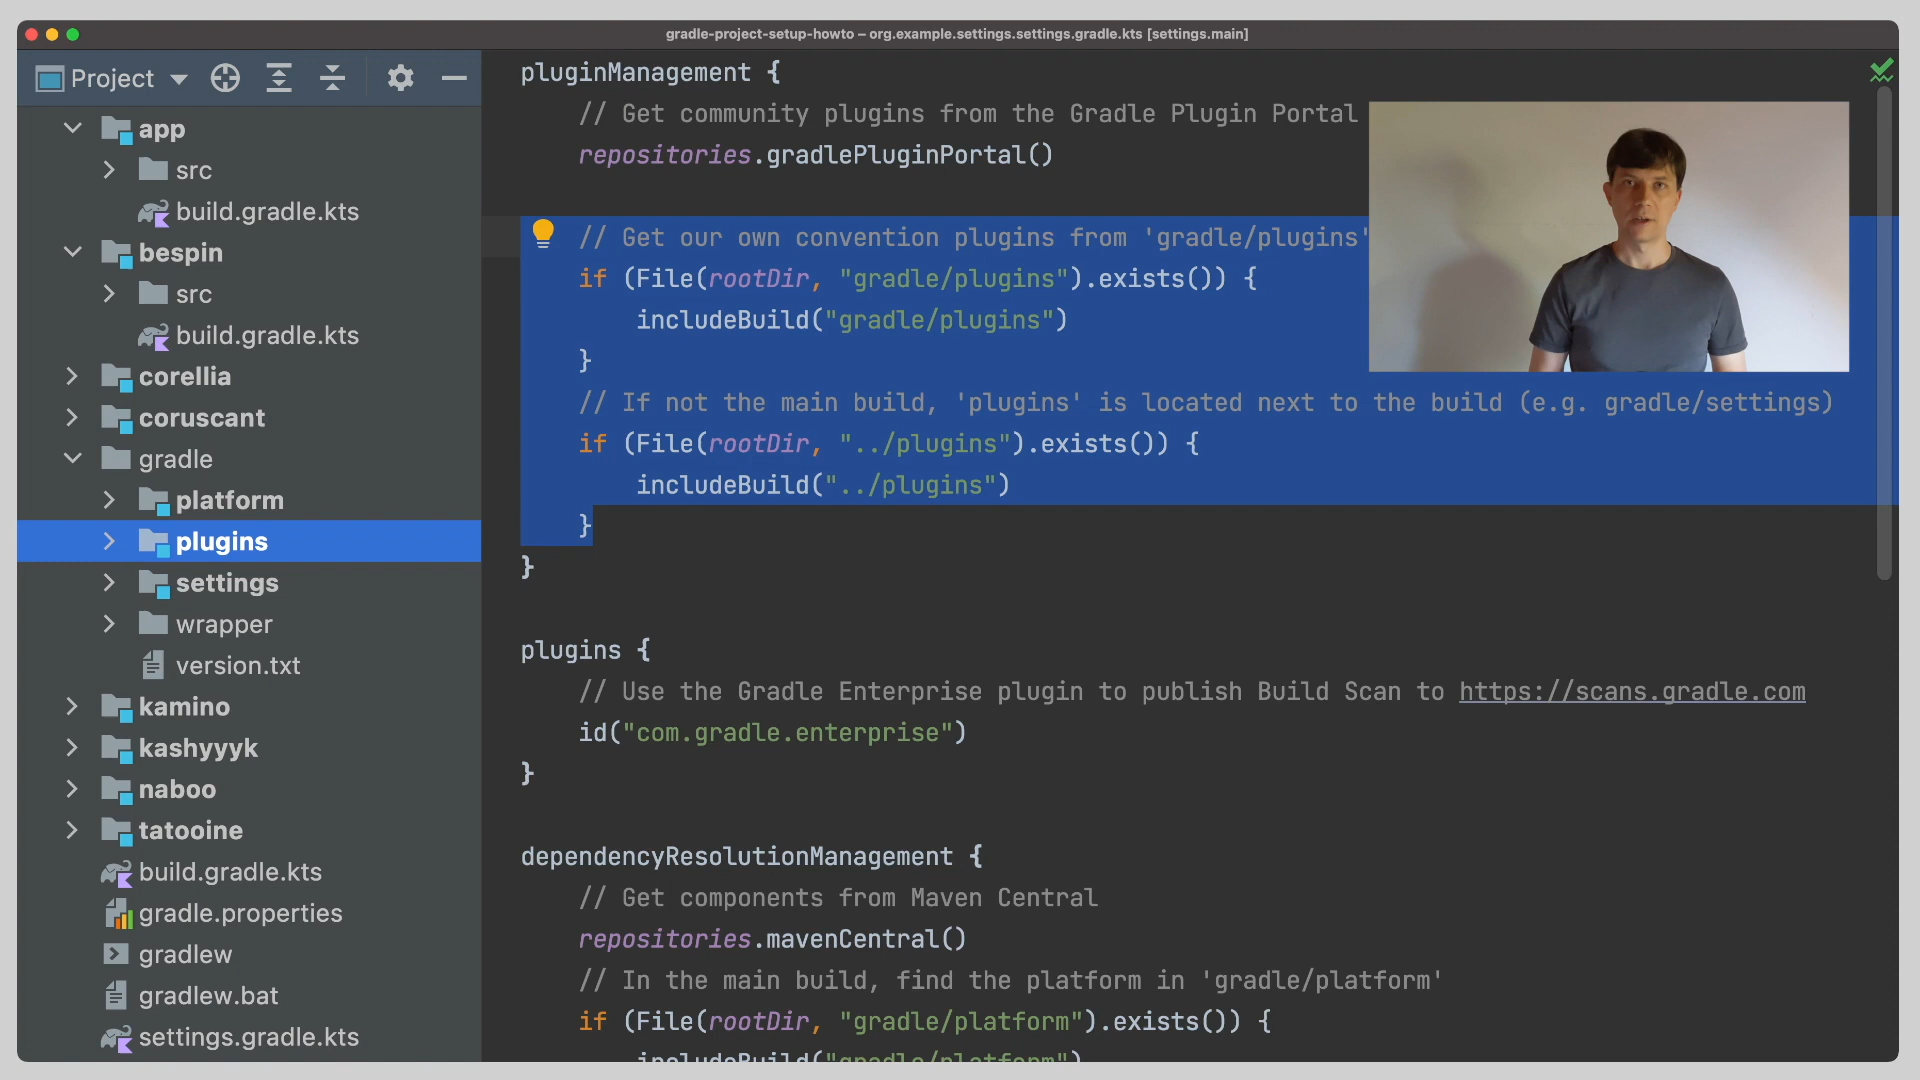 gradle-project-setup-howto – org.example.settings.settings.gradle.kts [settings.main]
Project
app
src
build.gradle.kts
bespin
src
build.gradle.kts
corellia
coruscant
gradle
platform
plugins
settings
wrapper
version.txt
kamino
kashyyyk
naboo
tatooine
build.gradle.kts
gradle.properties
gradlew
gradlew.bat
settings.gradle.kts
pluginManagement {
// Get community plugins from the Gradle Plugin Portal
repositories.gradlePluginPortal()
// Get our own convention plugins from 'gradle/plugins'
if (File(rootDir, "gradle/plugins").exists()) {
includeBuild("gradle/plugins")
}
// If not the main build, 'plugins' is located next to the build (e.g. gradle/settings)
if (File(rootDir, "../plugins").exists()) {
includeBuild("../plugins")
}
}
plugins {
// Use the Gradle Enterprise plugin to publish Build Scan to https://scans.gradle.com
id("com.gradle.enterprise")
}
dependencyResolutionManagement {
// Get components from Maven Central
repositories.mavenCentral()
// In the main build, find the platform in 'gradle/platform'
if (File(rootDir, "gradle/platform").exists()) {
includeBuild("gradle/platform")